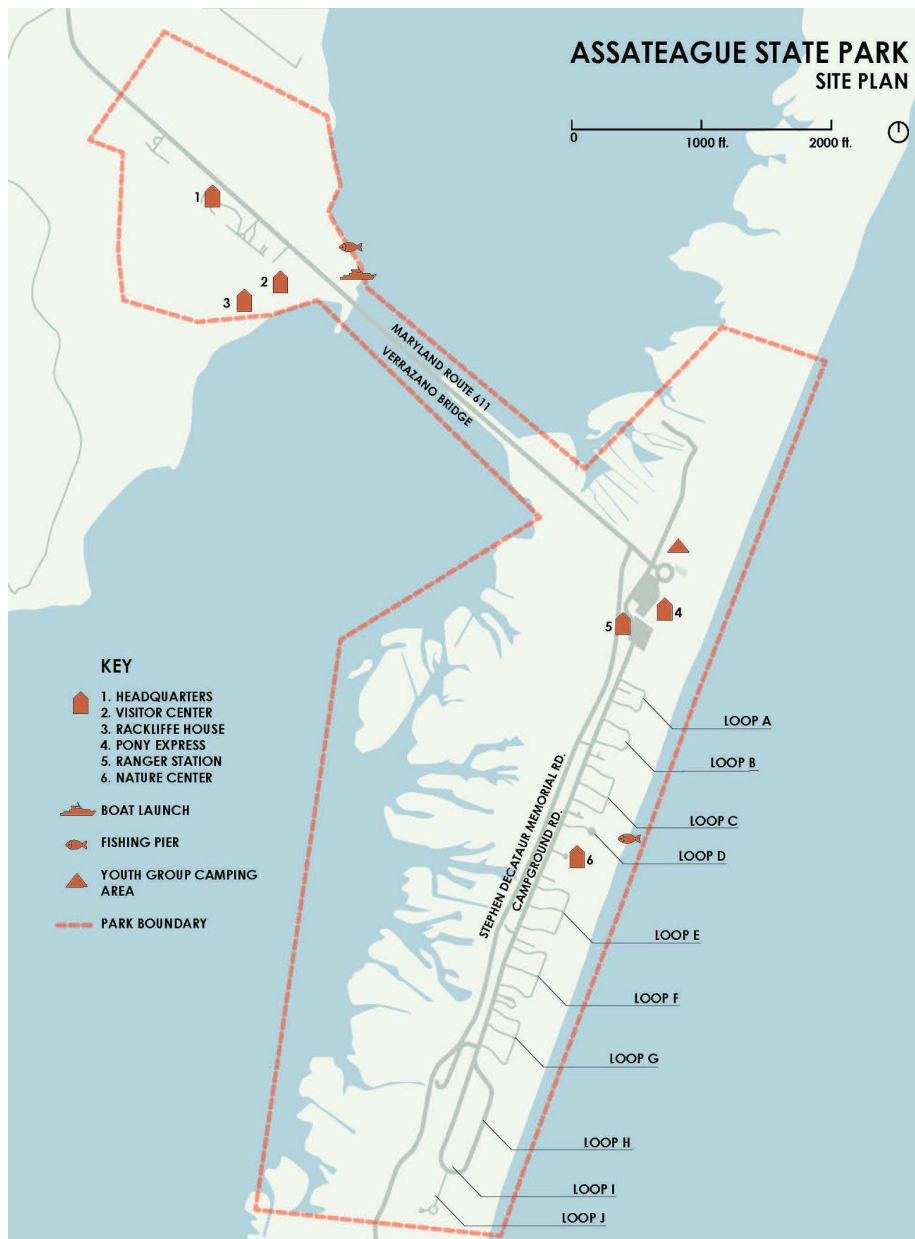 ASSATEAGUE STATE PARK
SITE PLAN
0
1000 ft.
2000 ft.
1
2
3
MARYLAND ROUTE 611
VERRAZANO BRIDGE
4
5
KEY
1. HEADQUARTERS
2. VISITOR CENTER
3. RACKLIFFE HOUSE
4. PONY EXPRESS
5. RANGER STATION
6. NATURE CENTER
BOAT LAUNCH
FISHING PIER
YOUTH GROUP CAMPING
AREA
PARK BOUNDARY
STEPHEN DECATAUR MEMORIAL RD.
CAMPGROUND RD.
6
LOOP A
LOOP B
LOOP C
LOOP D
LOOP E
LOOP F
LOOP G
LOOP H
LOOP I
LOOP J